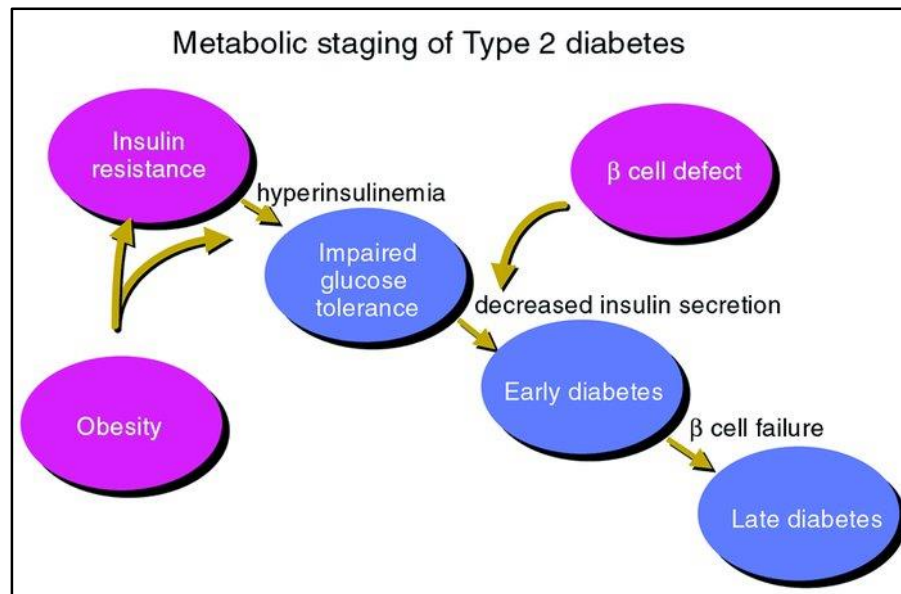 Metabolic staging of Type 2 diabetes
Insulin
resistance
hyperinsulinemia
β cell defect
Impaired
glucose
tolerance
decreased insulin secretion
Obesity
Early diabetes
β cell failure
Late diabetes